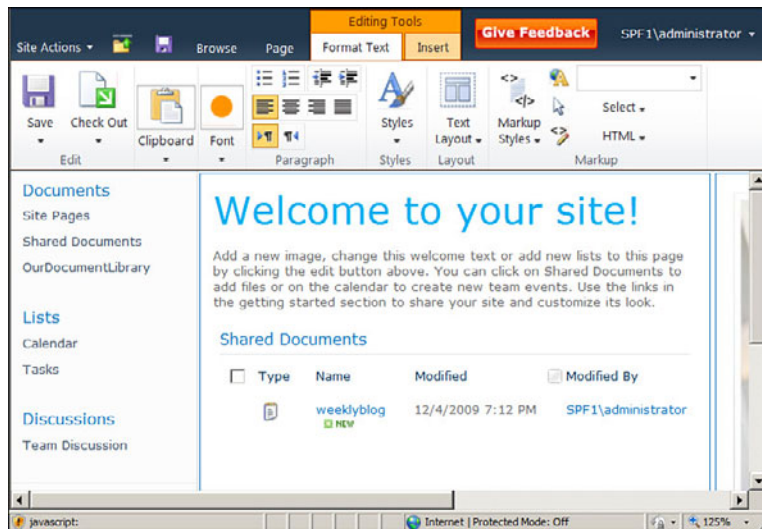 Editing Tools
Site Actions
Browse
Page
Format Text
Insert
Give Feedback
SPF1\administrator
Save
Check Out
Clipboard
Font
Styles
Text Layout
Markup Styles
Select
HTML
Edit
Paragraph
Styles
Layout
Markup
Documents
Site Pages
Shared Documents
OurDocumentLibrary
Lists
Calendar
Tasks
Discussions
Team Discussion
Welcome to your site!
Add a new image, change this welcome text or add new lists to this page
by clicking the edit button above. You can click on Shared Documents to
add files or on the calendar to create new team events. Use the links in
the getting started section to share your site and customize its look.
Shared Documents
Type Name Modified Modified By
weeklyblog 12/4/2009 7:12 PM SPF1\administrator
NEW
javascript:
Internet | Protected Mode: Off
125%